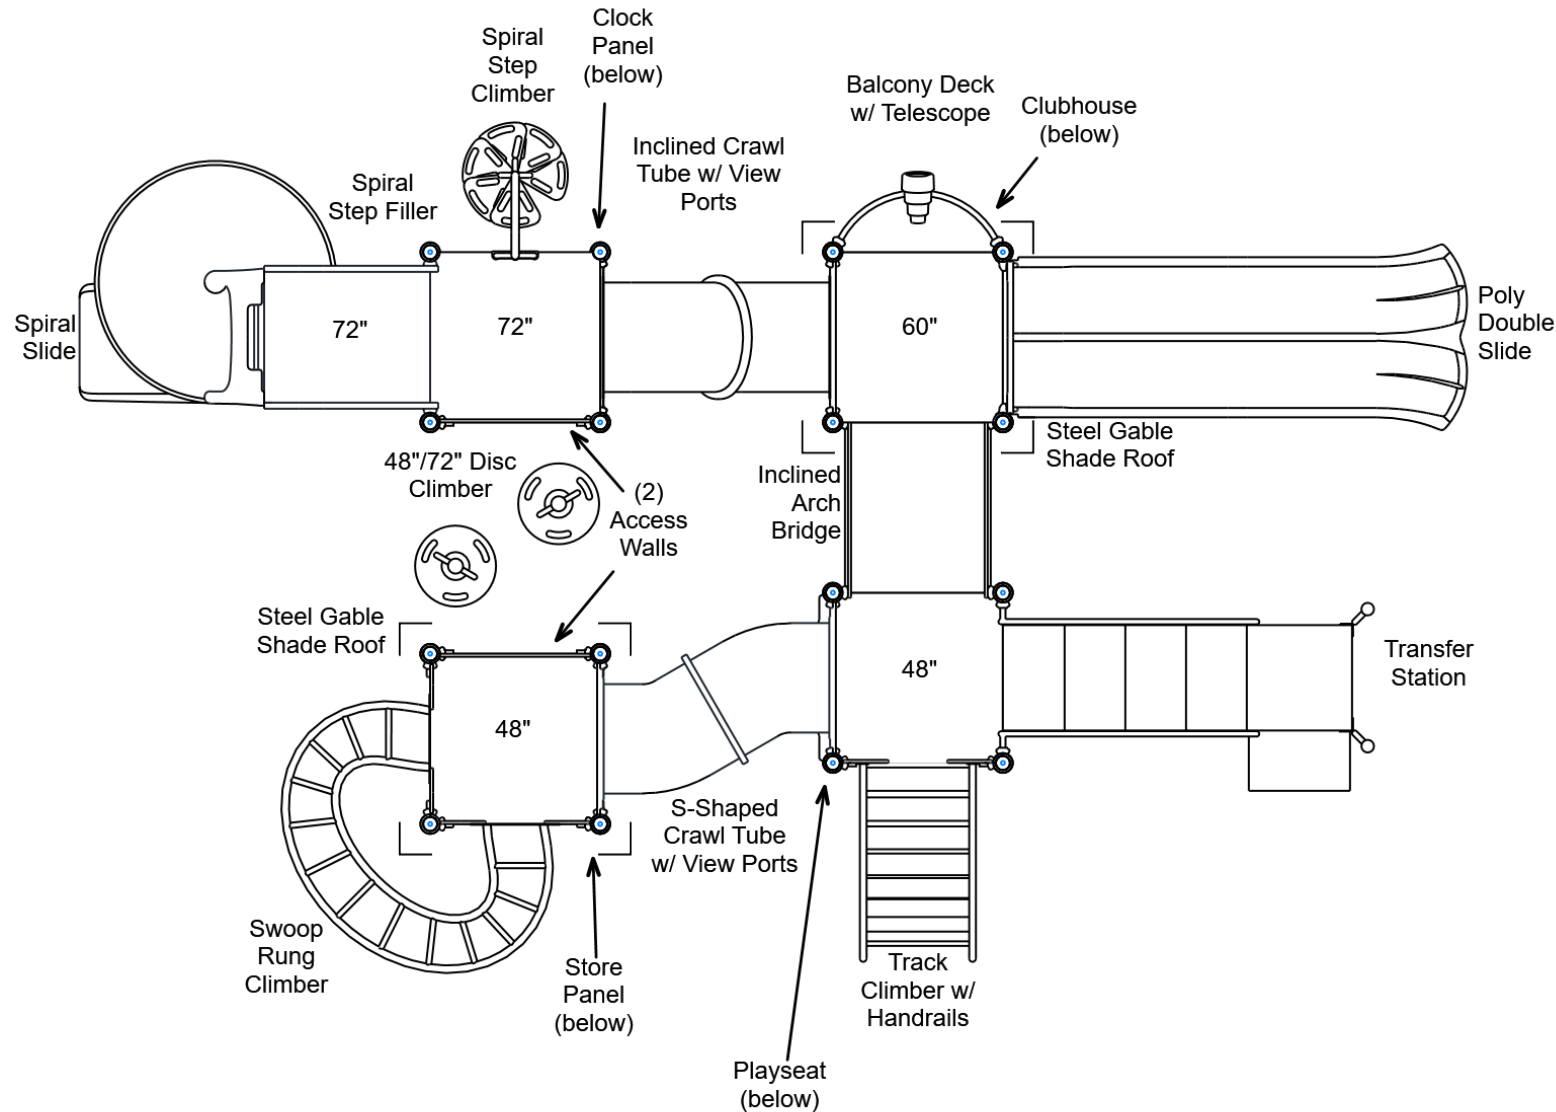 Clock
Panel
(below)
Spiral
Step
Climber
Balcony Deck
w/ Telescope
Clubhouse
(below)
Inclined Crawl
Tube w/ View
Ports
Spiral
Step Filler
Spiral
Slide
72"
72"
60"
Poly
Double
Slide
Steel Gable
Shade Roof
48"/72" Disc
Climber
(2)
Access
Walls
Inclined
Arch
Bridge
Steel Gable
Shade Roof
48"
48"
Transfer
Station
S-Shaped
Crawl Tube
w/ View Ports
Swoop
Rung
Climber
Store
Panel
(below)
Track
Climber w/
Handrails
Playseat
(below)